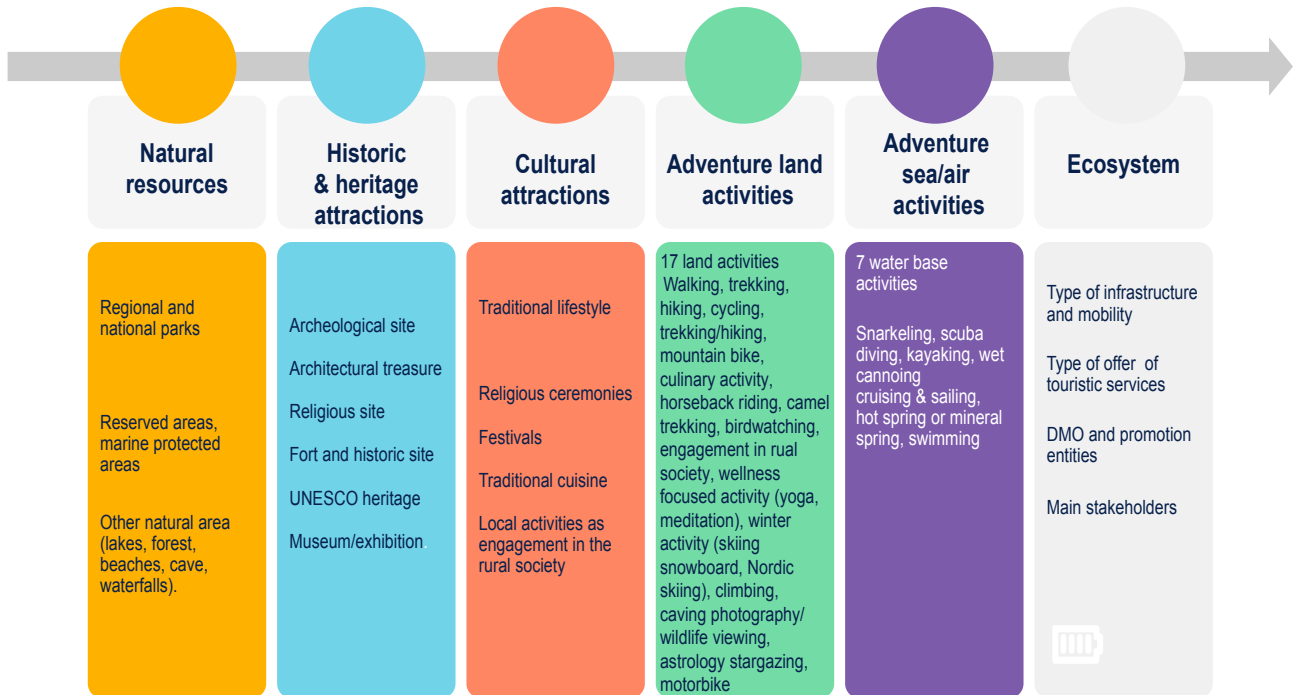 Natural
resources
Historic
& heritage
attractions
Cultural
attractions
Adventure land
activities
Adventure
sea/air
activities
Ecosystem
Regional and
national parks
Reserved areas,
marine protected
areas
Other natural area
(lakes, forest,
beaches, cave,
waterfalls).
Archeological site
Architectural treasure
Religious site
Fort and historic site
UNESCO heritage
Museum/exhibition.
Traditional lifestyle
Religious ceremonies
Festivals
Traditional cuisine
Local activities as
engagement in the
rural society
17 land activities
Walking, trekking,
hiking, cycling,
trekking/hiking,
mountain bike,
culinary activity,
horseback riding, camel
trekking, birdwatching,
engagement in rual
society, wellness
focused activity (yoga,
meditation), winter
activity (skiing
snowboard, Nordic
skiing), climbing,
caving photography/
wildlife viewing,
astrology stargazing,
motorbike
7 water base
activities
Snarkeling, scuba
diving, kayaking, wet
cannoing
cruising & sailing,
hot spring or mineral
spring, swimming
Type of infrastructure
and mobility
Type of offer of
touristic services
DMO and promotion
entities
Main stakeholders